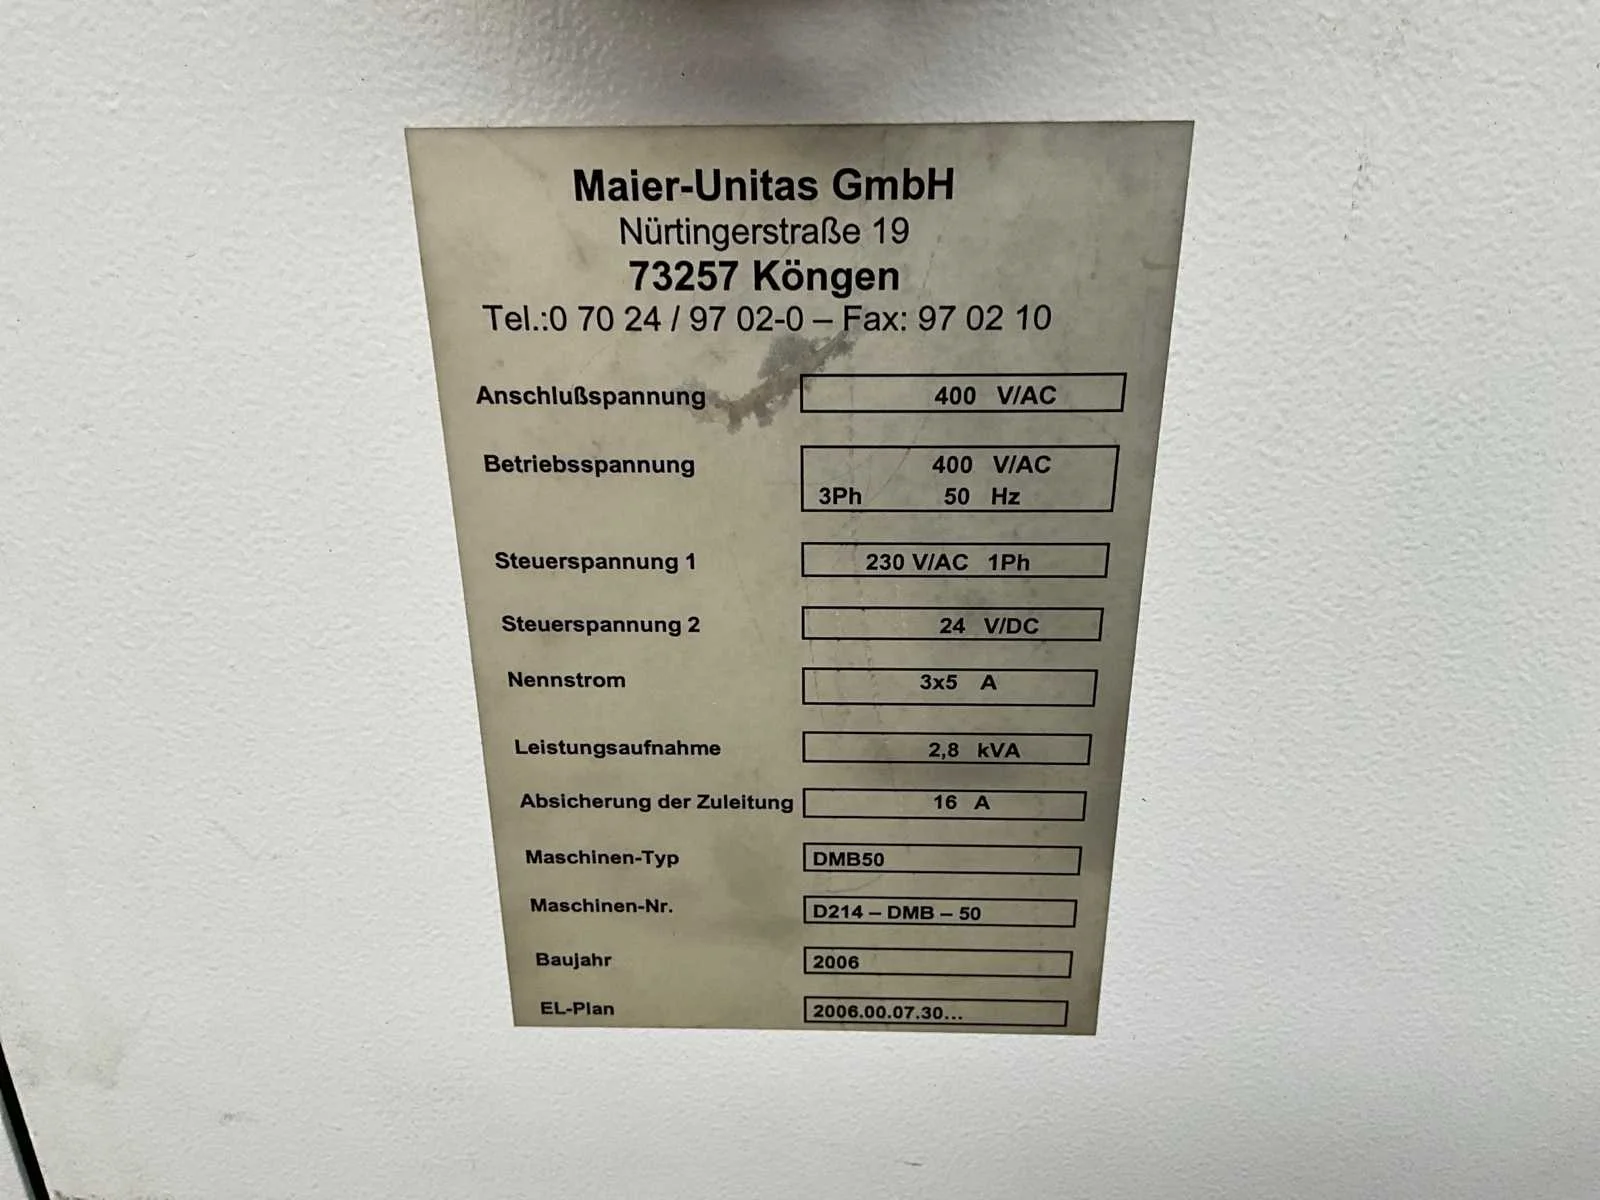 Maier-Unitas GmbH
Nürtingerstraße 19
73257 Köngen
Tel.:0 70 24 / 97 02-0 – Fax: 97 02 10
Anschlußspannung 400 V/AC
Betriebsspannung 400 V/AC
3Ph 50 Hz
Steuerspannung 1 230 V/AC 1Ph
Steuerspannung 2 24 V/DC
Nennstrom 3x5 A
Leistungsaufnahme 2,8 kVA
Absicherung der Zuleitung 16 A
Maschinen-Typ DMB50
Maschinen-Nr. D214 – DMB – 50
Baujahr 2006
EL-Plan 2006.00.07.30...